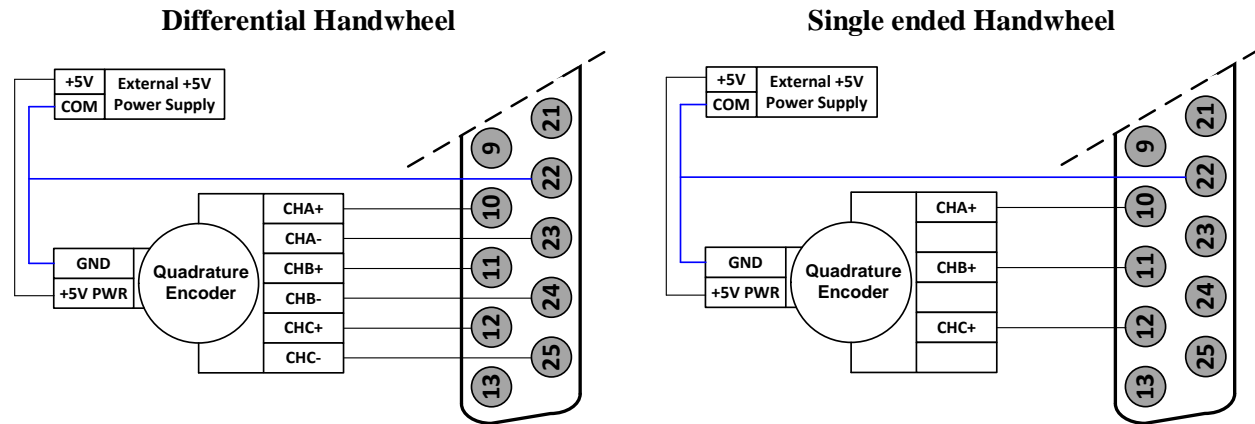 Differential Handwheel
+5V
COM
External +5V
Power Supply
21
9
22
10
23
11
24
12
25
13
CHA+
CHA-
CHB+
CHB-
CHC+
CHC-
GND
+5V PWR
Quadrature
Encoder
Single ended Handwheel
+5V
COM
External +5V
Power Supply
21
9
22
10
23
11
24
12
25
13
CHA+
CHB+
CHC+
GND
+5V PWR
Quadrature
Encoder